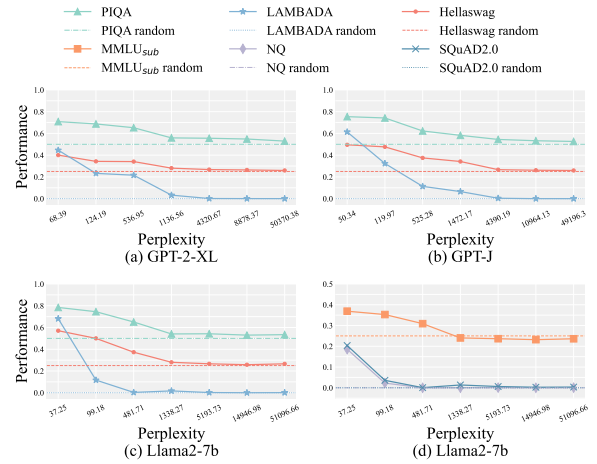 PIQA LAMBADA Hellaswag
PIQA random LAMBADA random Hellaswag random
MMLUsub NQ SQuAD2.0
MMLUsub random NQ random SQuAD2.0 random
Performance
1.0
0.8
0.6
0.4
0.2
0.0
68.39 124.19 536.95 1136.56 4320.67 8878.37 50370.38
Perplexity
(a) GPT-2-XL
1.0
0.8
0.6
0.4
0.2
0.0
50.34 119.97 525.28 1472.17 4390.19 10964.13 49196.3
Perplexity
(b) GPT-J
Performance
1.0
0.8
0.6
0.4
0.2
0.0
37.25 99.18 481.71 1338.27 5193.73 14946.98 51096.66
Perplexity
(c) Llama2-7b
0.5
0.4
0.3
0.2
0.1
0.0
37.25 99.18 481.71 1338.27 5193.73 14946.98 51096.66
Perplexity
(d) Llama2-7b